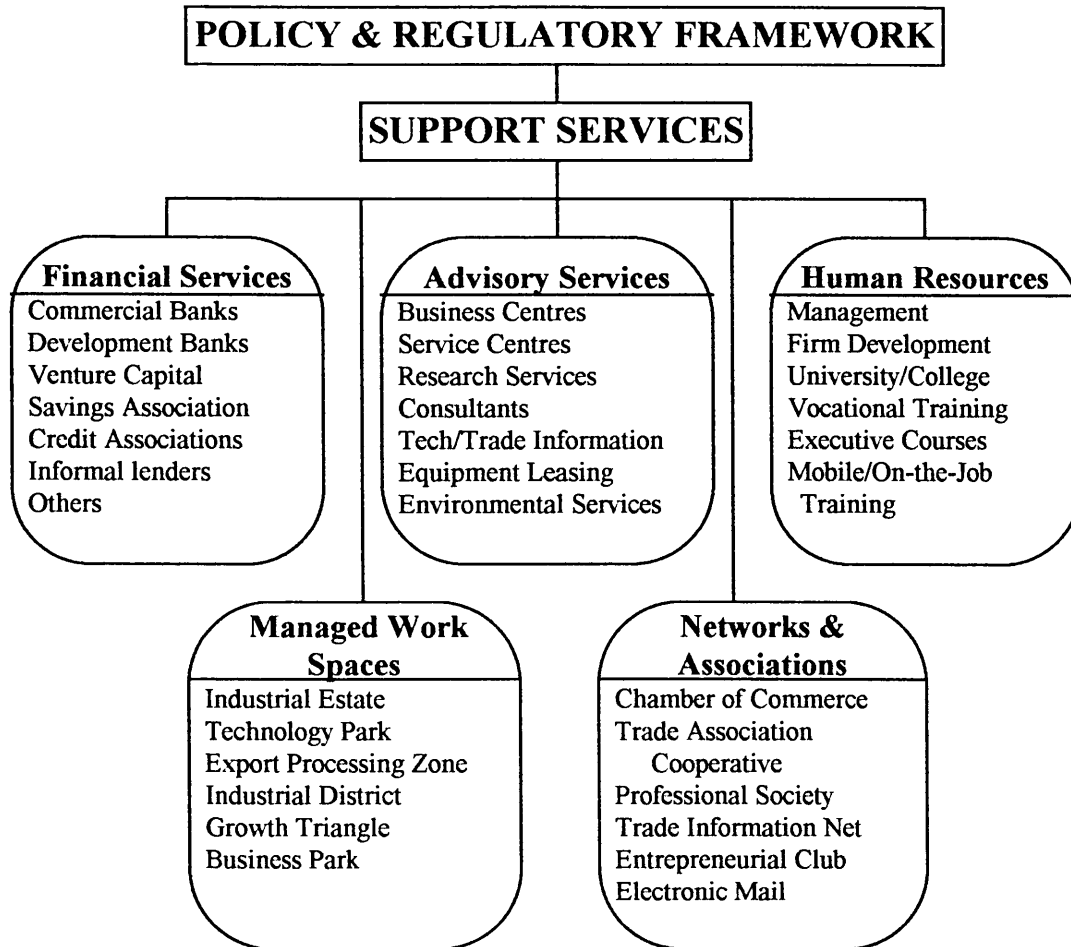 POLICY & REGULATORY FRAMEWORK
SUPPORT SERVICES
Financial Services
Commercial Banks
Development Banks
Venture Capital
Savings Association
Credit Associations
Informal lenders
Others
Advisory Services
Business Centres
Service Centres
Research Services
Consultants
Tech/Trade Information
Equipment Leasing
Environmental Services
Human Resources
Management
Firm Development
University/College
Vocational Training
Executive Courses
Mobile/On-the-Job
Training
Managed Work
Spaces
Industrial Estate
Technology Park
Export Processing Zone
Industrial District
Growth Triangle
Business Park
Networks &
Associations
Chamber of Commerce
Trade Association
Cooperative
Professional Society
Trade Information Net
Entrepreneurial Club
Electronic Mail